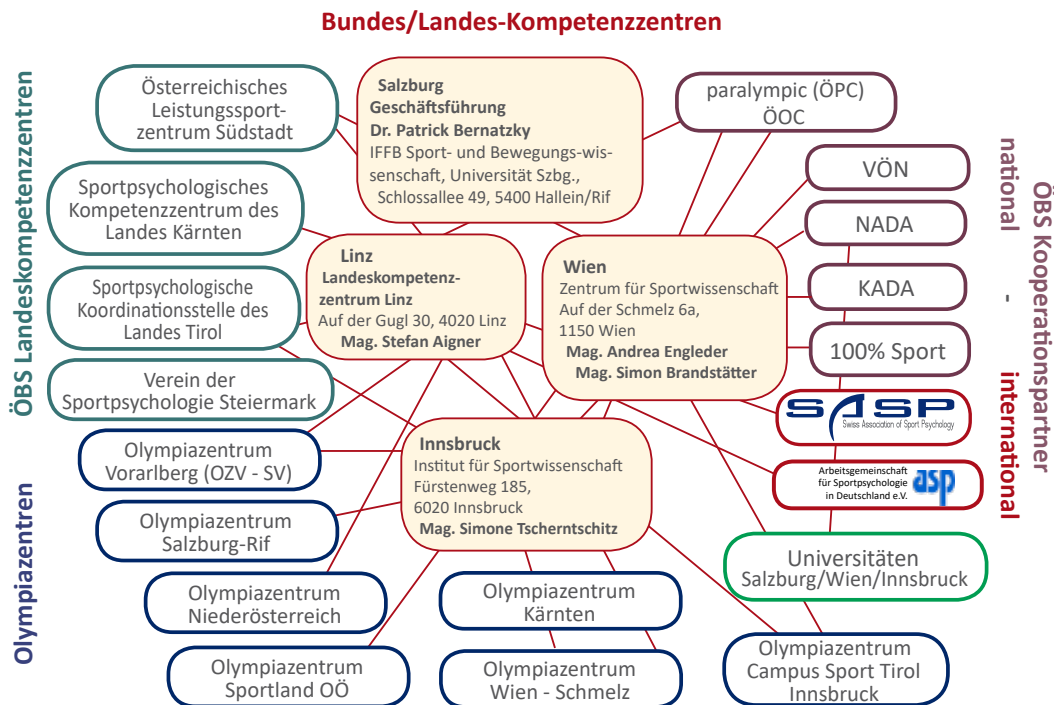 Bundes/Landes-Kompetenzzentren
ÖBS Landeskompetenzzentren
Österreichisches
Leistungssport-
zentrum Südstadt
Sportpsychologisches
Kompetenzzentrum des
Landes Kärnten
Sportpsychologische
Koordinationsstelle des
Landes Tirol
Verein der
Sportpsychologie Steiermark
Olympiazentren
Olympiazentrum
Vorarlberg (OZV - SV)
Olympiazentrum
Salzburg-Rif
Olympiazentrum
Niederösterreich
Olympiazentrum
Sportland OÖ
Olympiazentrum
Kärnten
Olympiazentrum
Wien - Schmelz
Olympiazentrum
Campus Sport Tirol
Innsbruck
Salzburg
Geschäftsführung
Dr. Patrick Bernatzky
IFFB Sport- und Bewegungs-wis-
senschaft, Universität Szbg.,
Schlossallee 49, 5400 Hallein/Rif
Linz
Landeskompetenz-
zentrum Linz
Auf der Gugl 30, 4020 Linz
Mag. Stefan Aigner
Wien
Zentrum für Sportwissenschaft
Auf der Schmelz 6a,
1150 Wien
Mag. Andrea Engleder
Mag. Simon Brandstätter
Innsbruck
Institut für Sportwissenschaft
Fürstenweg 185,
6020 Innsbruck
Mag. Simone Tscherntschitz
ÖBS Kooperationspartner
national
-
international
paralympic (ÖPC)
ÖOC
VÖN
NADA
KADA
100% Sport
SASP
Swiss Association of Sport Psychology
Arbeitsgemeinschaft
für Sportpsychologie
in Deutschland e.V.
asp
Universitäten
Salzburg/Wien/Innsbruck